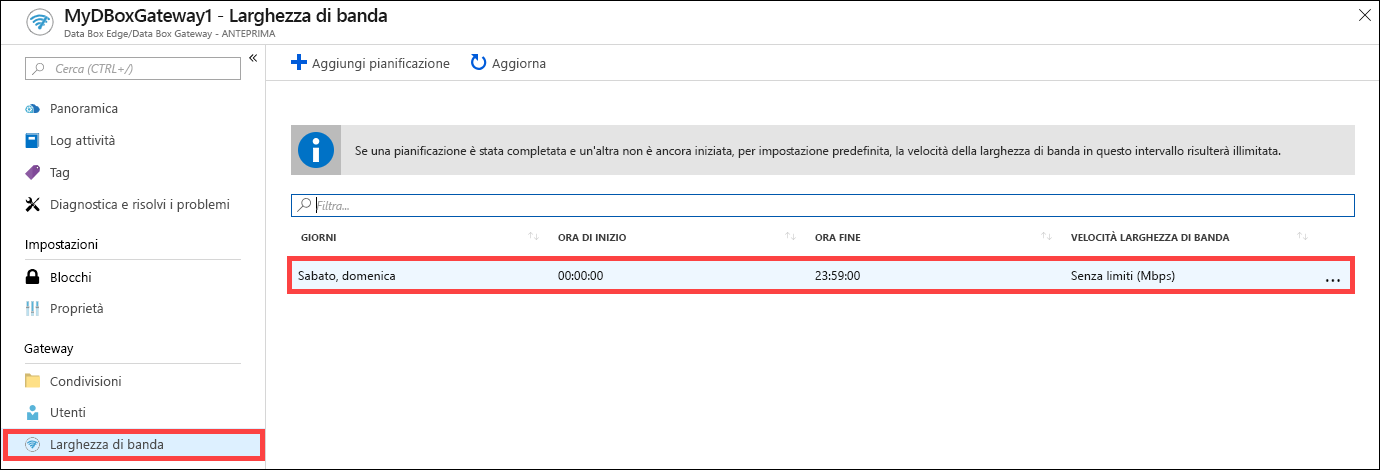 MyDBoxGateway1 - Larghezza di banda
Data Box Edge/Data Box Gateway - ANTEPRIMA
Cerca (CTRL+/)
Panoramica
Log attività
Tag
Diagnostica e risolvi i problemi
Impostazioni
Blocchi
Proprietà
Gateway
Condivisioni
Utenti
Larghezza di banda
Aggiungi pianificazione Aggiorna
Se una pianificazione è stata completata e un'altra non è ancora iniziata, per impostazione predefinita, la velocità della larghezza di banda in questo intervallo risulterà illimitata.
Filtra...
GIORNI ORA DI INIZIO ORA FINE VELOCITÀ LARGHEZZA DI BANDA
Sabato, domenica 00:00:00 23:59:00 Senza limiti (Mbps) ...